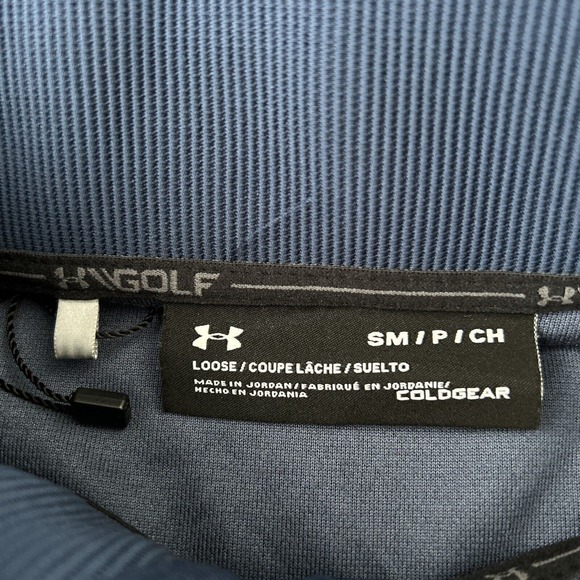 GOLF
SM / P / CH
LOOSE / COUPE LÂCHE / SUELTO
MADE IN JORDAN / FABRIQUÉ EN JORDANIE/
HECHO EN JORDANIA
COLDGEAR